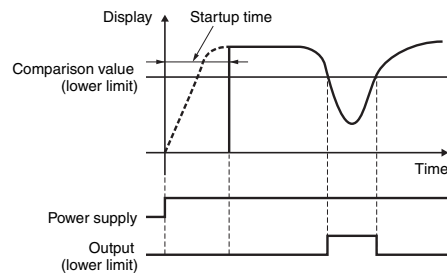 Display
Startup time
Comparison value
(lower limit)
Time
Power supply
Output
(lower limit)